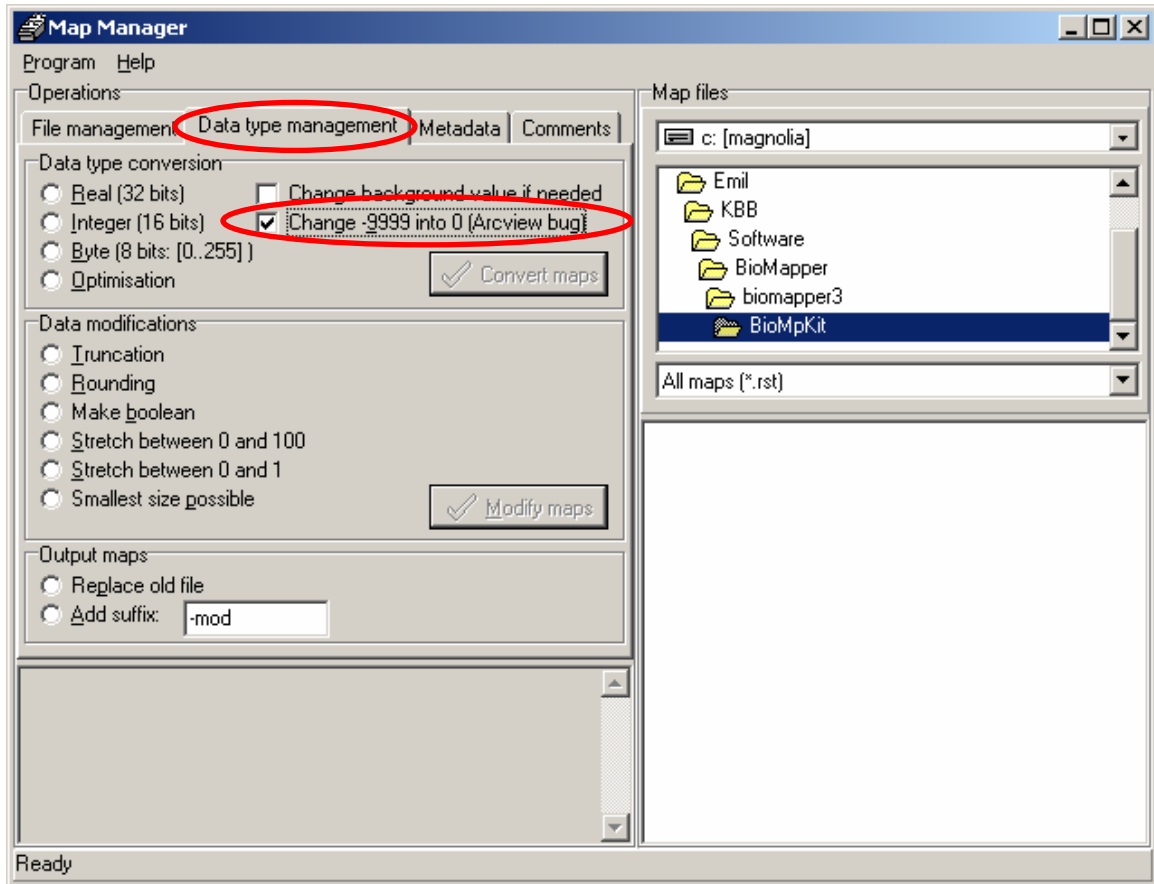 Map Manager
Program Help
Operations
File management Data type management Metadata Comments
Data type conversion
Real (32 bits)
Change background value if needed
Integer (16 bits)
Change -9999 into 0 (Arcview bug)
Byte (8 bits: [0..255] )
Optimisation
Convert maps
Data modifications
Truncation
Rounding
Make boolean
Stretch between 0 and 100
Stretch between 0 and 1
Smallest size possible
Modify maps
Output maps
Replace old file
Add suffix: -mod
Map files
c: [magnolia]
Emil
KBB
Software
BioMapper
biomapper3
BioMpKit
All maps (*.rst)
Ready